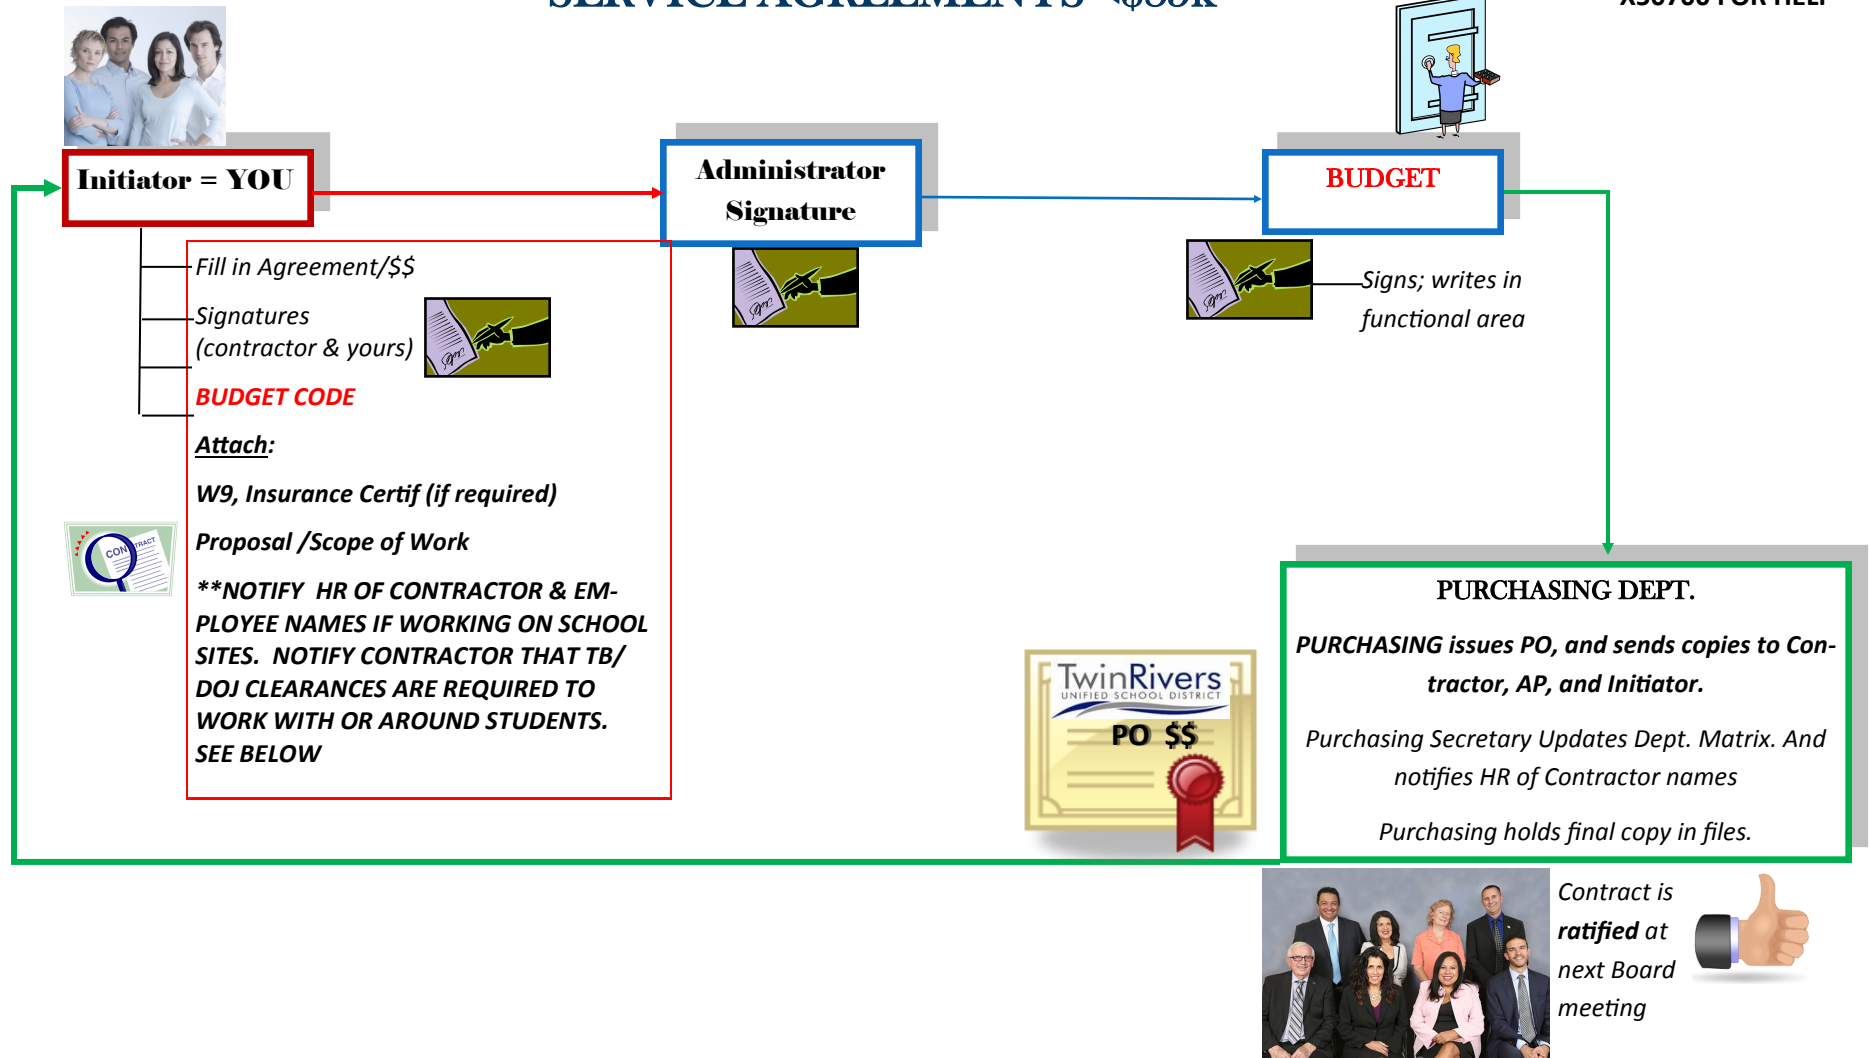 SERVICE AGREEMENTS
FOR HELP
Initiator = YOU
Administrator
Signature
BUDGET
Fill in Agreement/$$
Signatures
(contractor & yours)
BUDGET CODE
Attach:
W9, Insurance Certif (if required)
Proposal /Scope of Work
**NOTIFY  HR OF CONTRACTOR & EM-
PLOYEE NAMES IF WORKING ON SCHOOL
SITES.  NOTIFY CONTRACTOR THAT TB/
DOJ CLEARANCES ARE REQUIRED TO
WORK WITH OR AROUND STUDENTS.
SEE BELOW
CONTRACT
Signs; writes in
functional area
TwinRivers
UNIFIED SCHOOL DISTRICT
PO  $$
PURCHASING DEPT.
PURCHASING issues PO, and sends copies to Con-
tractor, AP, and Initiator.
Purchasing Secretary Updates Dept. Matrix. And
notifies HR of Contractor names
Purchasing holds final copy in files.
Contract is
ratified at
next Board
meeting